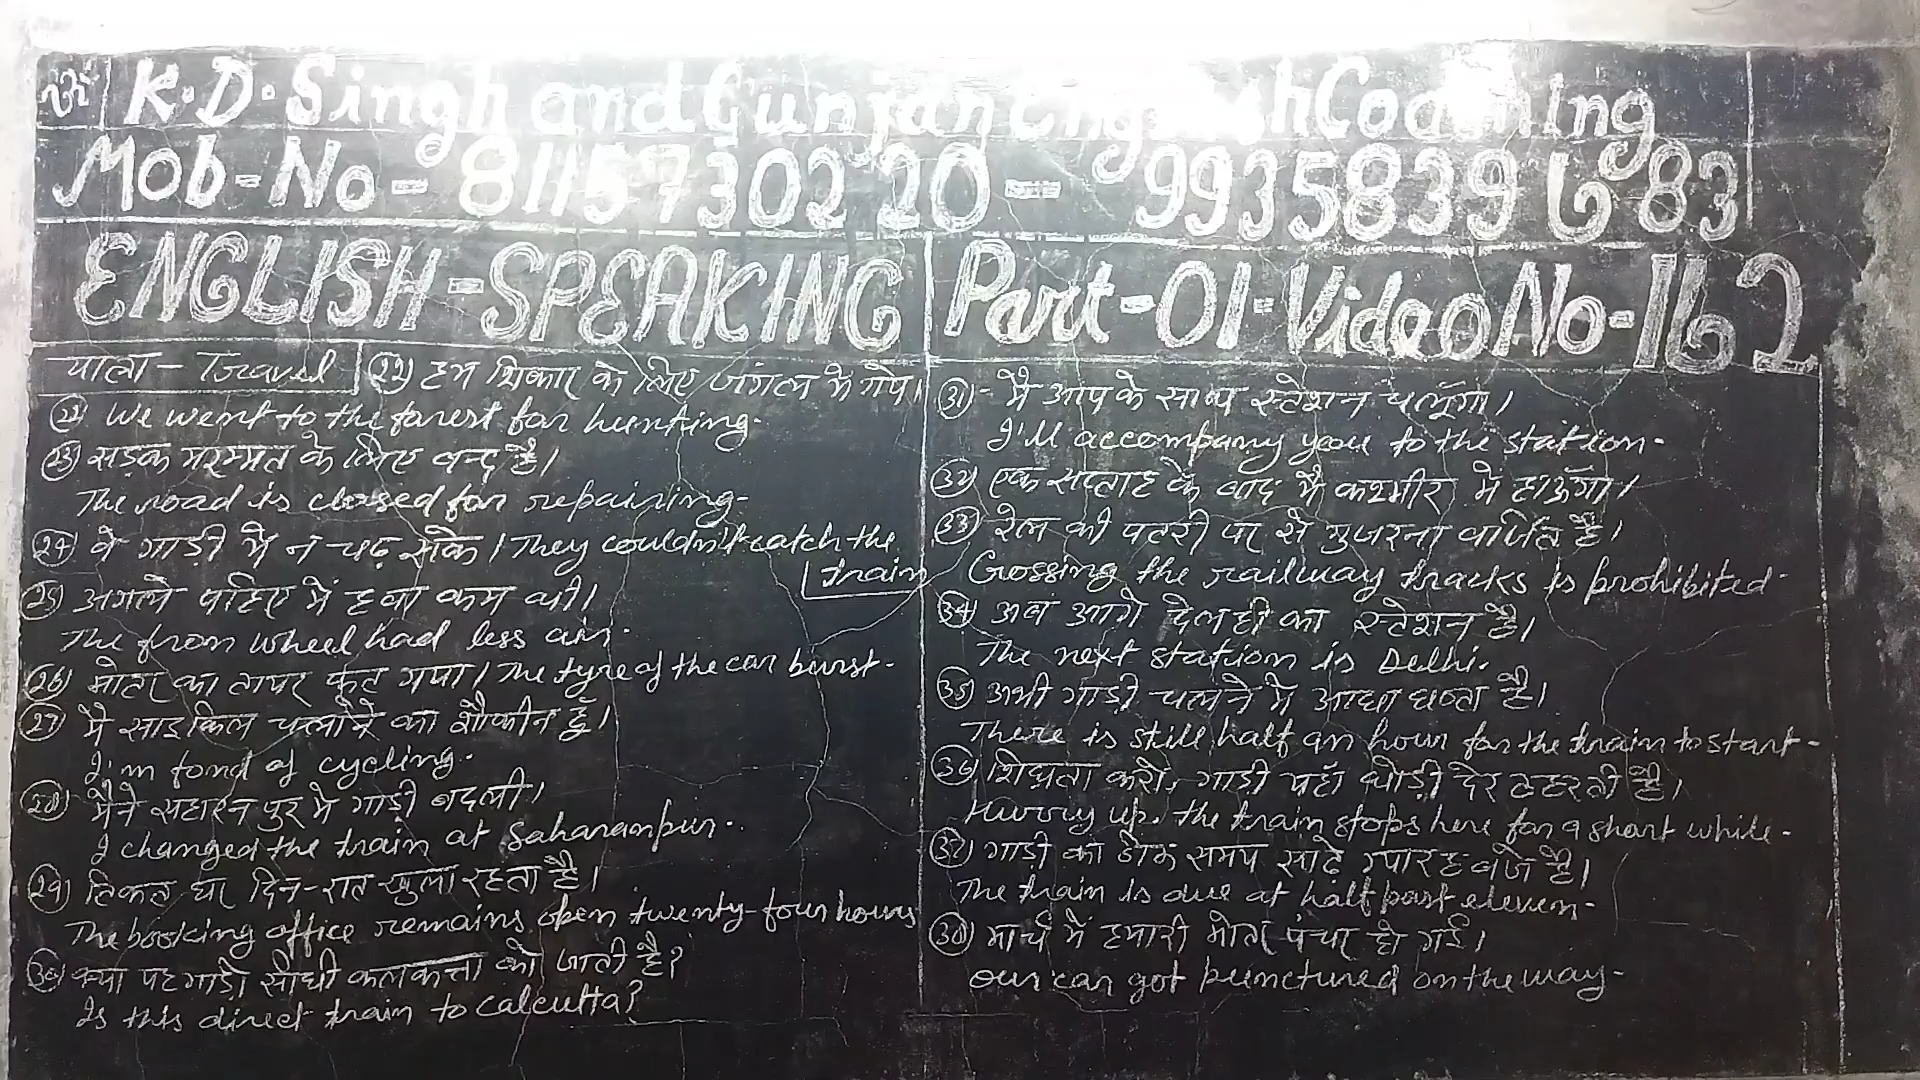 ॐ K.D. Singh and Gunjan English Coaching
Mob-No- 8115730220 - 9935839683
ENGLISH-SPEAKING
Part-01-Video No-162
यात्रा - Travel
(22) हम शिकार के लिए जंगल में गये।
(22) We went to the forest for hunting.
(23) सड़क मरम्मत के लिए बन्द है।
The road is closed for repairing.
(24) वे गाड़ी में न चढ़ सके। They couldn't catch the
train
(25) अगले पहिए में हवा कम थी।
The fron wheel had less air.
(26) मोटर का टायर फट गया। The tyre of the car burst.
(27) मैं साइकिल चलाने का शौकीन हूँ।
I'm fond of cycling.
(28) मैंने सहारनपुर में गाड़ी बदली।
I changed the train at Saharanpur.
(29) टिकट घर दिन-रात खुला रहता है।
The booking office remains open twenty-four hours
(30) क्या यह गाड़ी सीधी कलकत्ता को जाती है?
Is this direct train to Calcutta?
(31) - मैं आपके साथ स्टेशन चलूँगा।
I'll accompany you to the station.
(32) एक सप्ताह के बाद मैं कश्मीर में हाऊँगा।
(33) रेल की पटरी पर से गुजरना वर्जित है।
Crossing the railway tracks is prohibited.
(34) अब आगे देलही का स्टेशन है।
The next station is Delhi.
(35) अभी गाड़ी चलने में आधा घण्टा है।
There is still half an hour for the train to start.
(36) शिघ्रता करो, गाड़ी यहाँ थोड़ी देर ठहरती है।
Hurry up. the train stops here for a short while.
(37) गाड़ी का ठीक समय साढ़े ग्यारह बजे है।
The train is due at half past eleven.
(38) मार्च में हमारी मोटर पंचर हो गई।
Our car got punctured on the way.